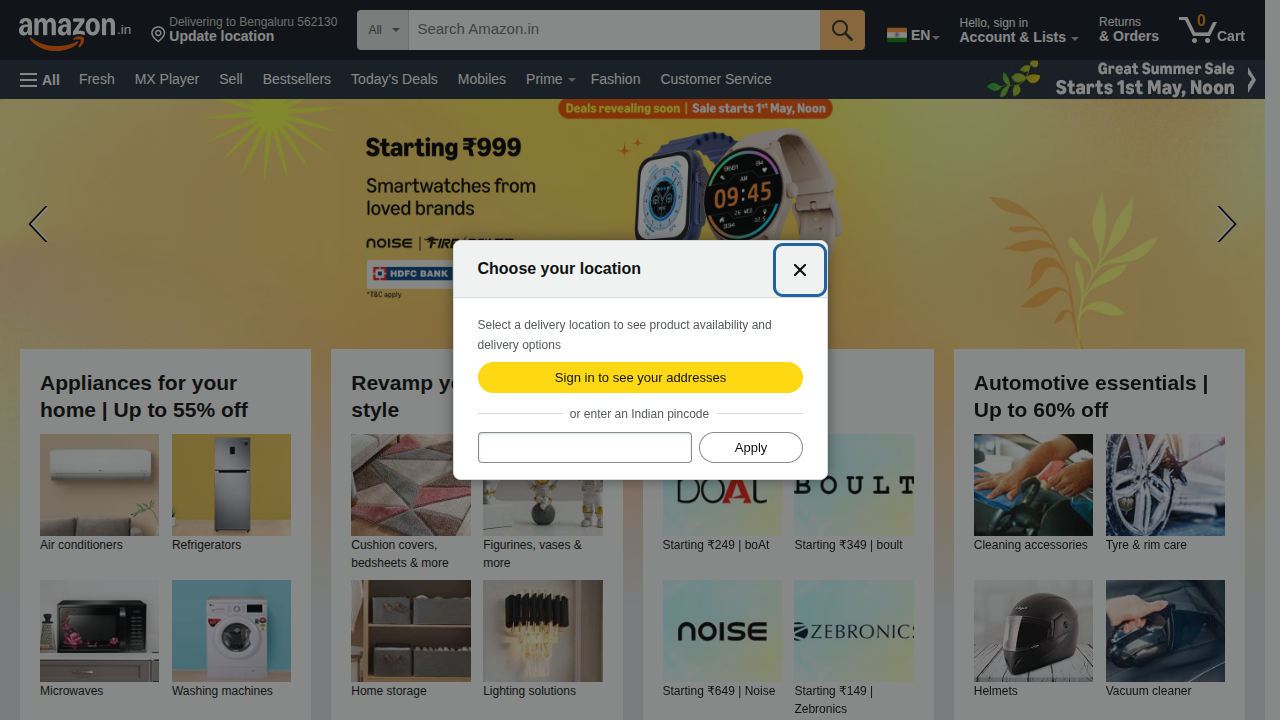 amazon.in
Delivering to Bengaluru 562130
Update location
All
Search Amazon.in
EN
Hello, sign in
Account & Lists
Returns
& Orders
0
Cart
All
Fresh
MX Player
Sell
Bestsellers
Today's Deals
Mobiles
Prime
Fashion
Customer Service
Great Summer Sale
Starts 1st May, Noon
Deals revealing soon | Sale starts 1st May, Noon
Starting ₹999
Smartwatches from
loved brands
noise
HDFC BANK
*T&C apply
09:45
Choose your location
Select a delivery location to see product availability and
delivery options
Sign in to see your addresses
or enter an Indian pincode
Apply
Appliances for your
home | Up to 55% off
Air conditioners
Refrigerators
Microwaves
Washing machines
Revamp
style
Cushion covers,
bedsheets & more
Figurines, vases &
more
Home storage
Lighting solutions
boAt
BOULT
Starting ₹249 | boAt
Starting ₹349 | boult
noise
ZEBRONICS
Starting ₹649 | Noise
Starting ₹149 |
Zebronics
Automotive essentials |
Up to 60% off
Cleaning accessories
Tyre & rim care
Helmets
Vacuum cleaner